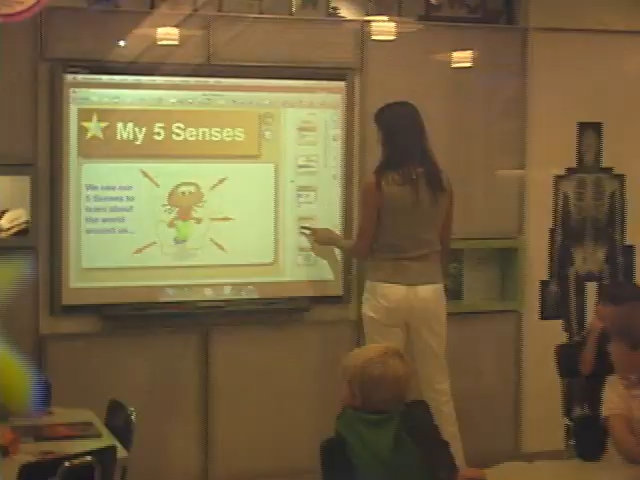 My 5 Senses
We use our
5 Senses to
learn about
the world
around us...